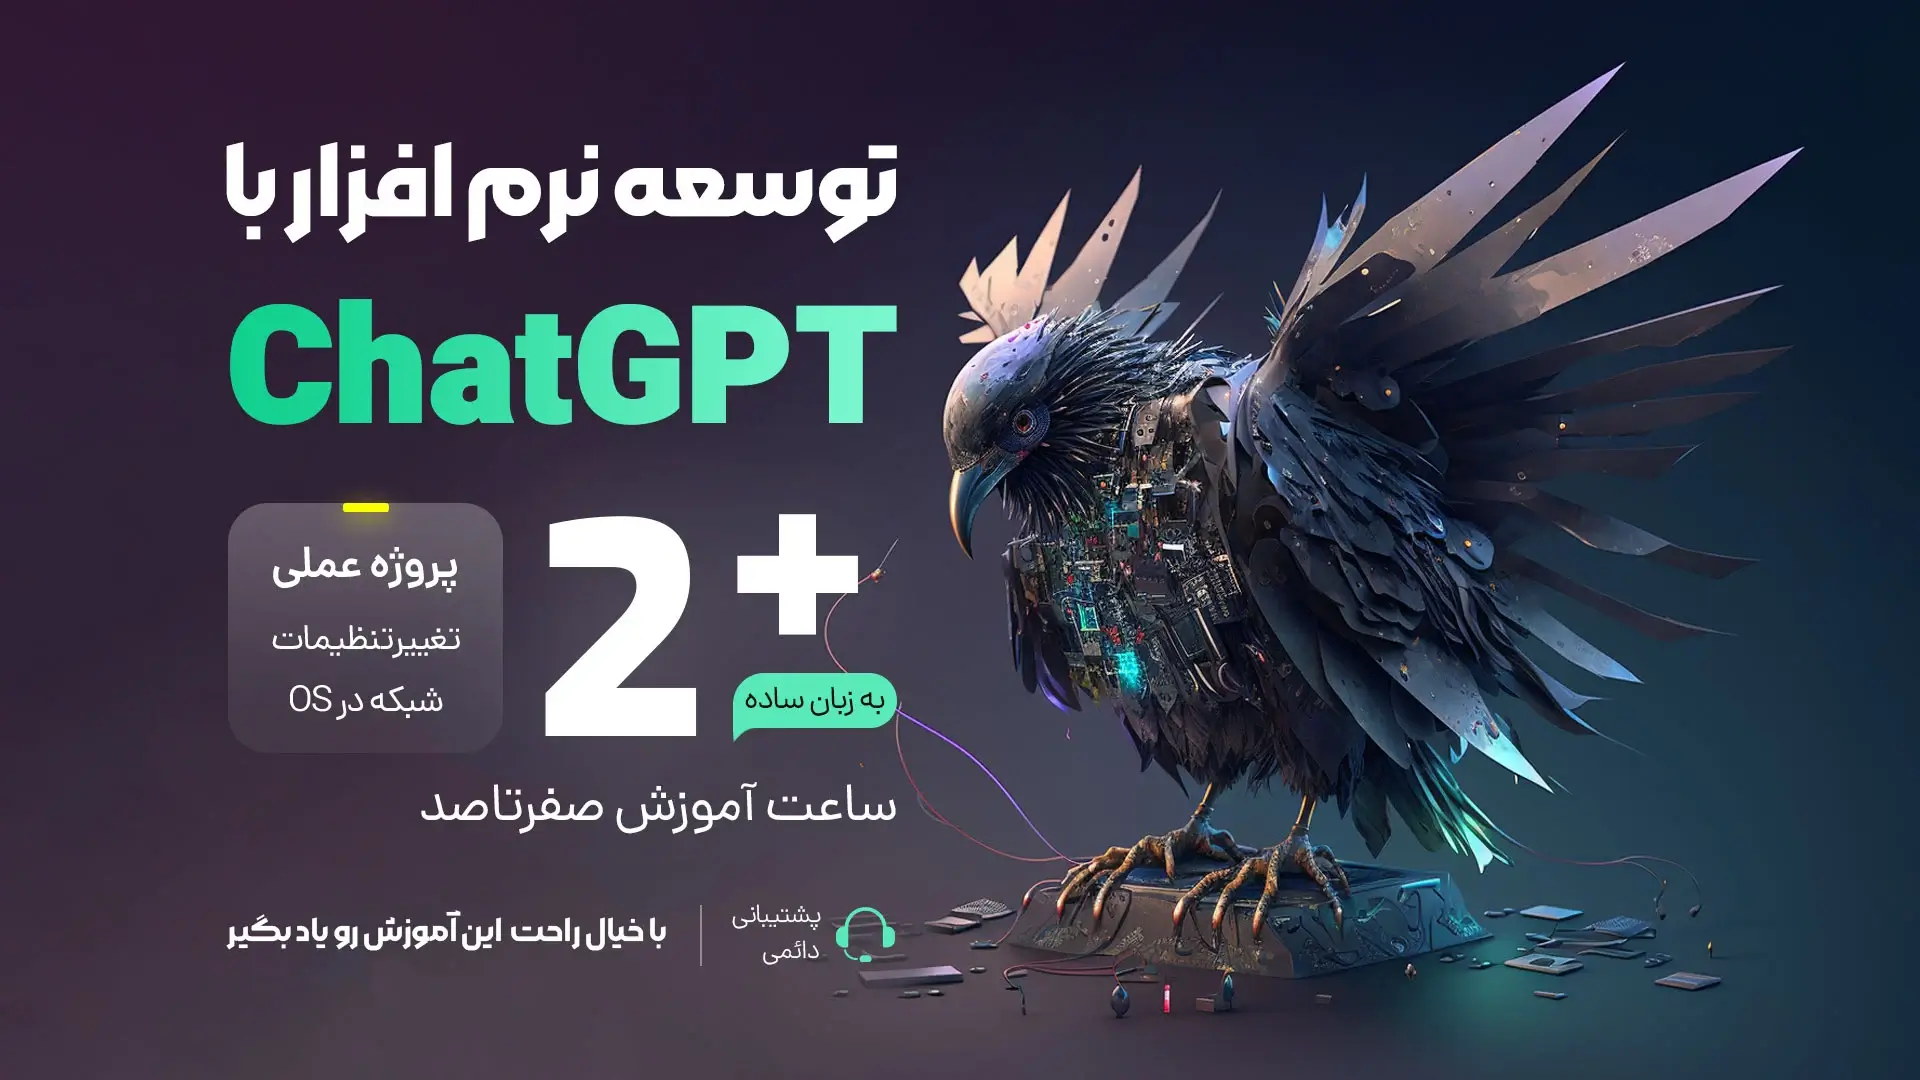 توسعه نرم افزار با
ChatGPT
2+
به زبان ساده
ساعت آموزش صفرتاصد
پروژه عملی
تغییرتنظیمات
شبکه در OS
پشتیبانی
دائمی
با خیال راحت این آموزش رو یاد بگیر